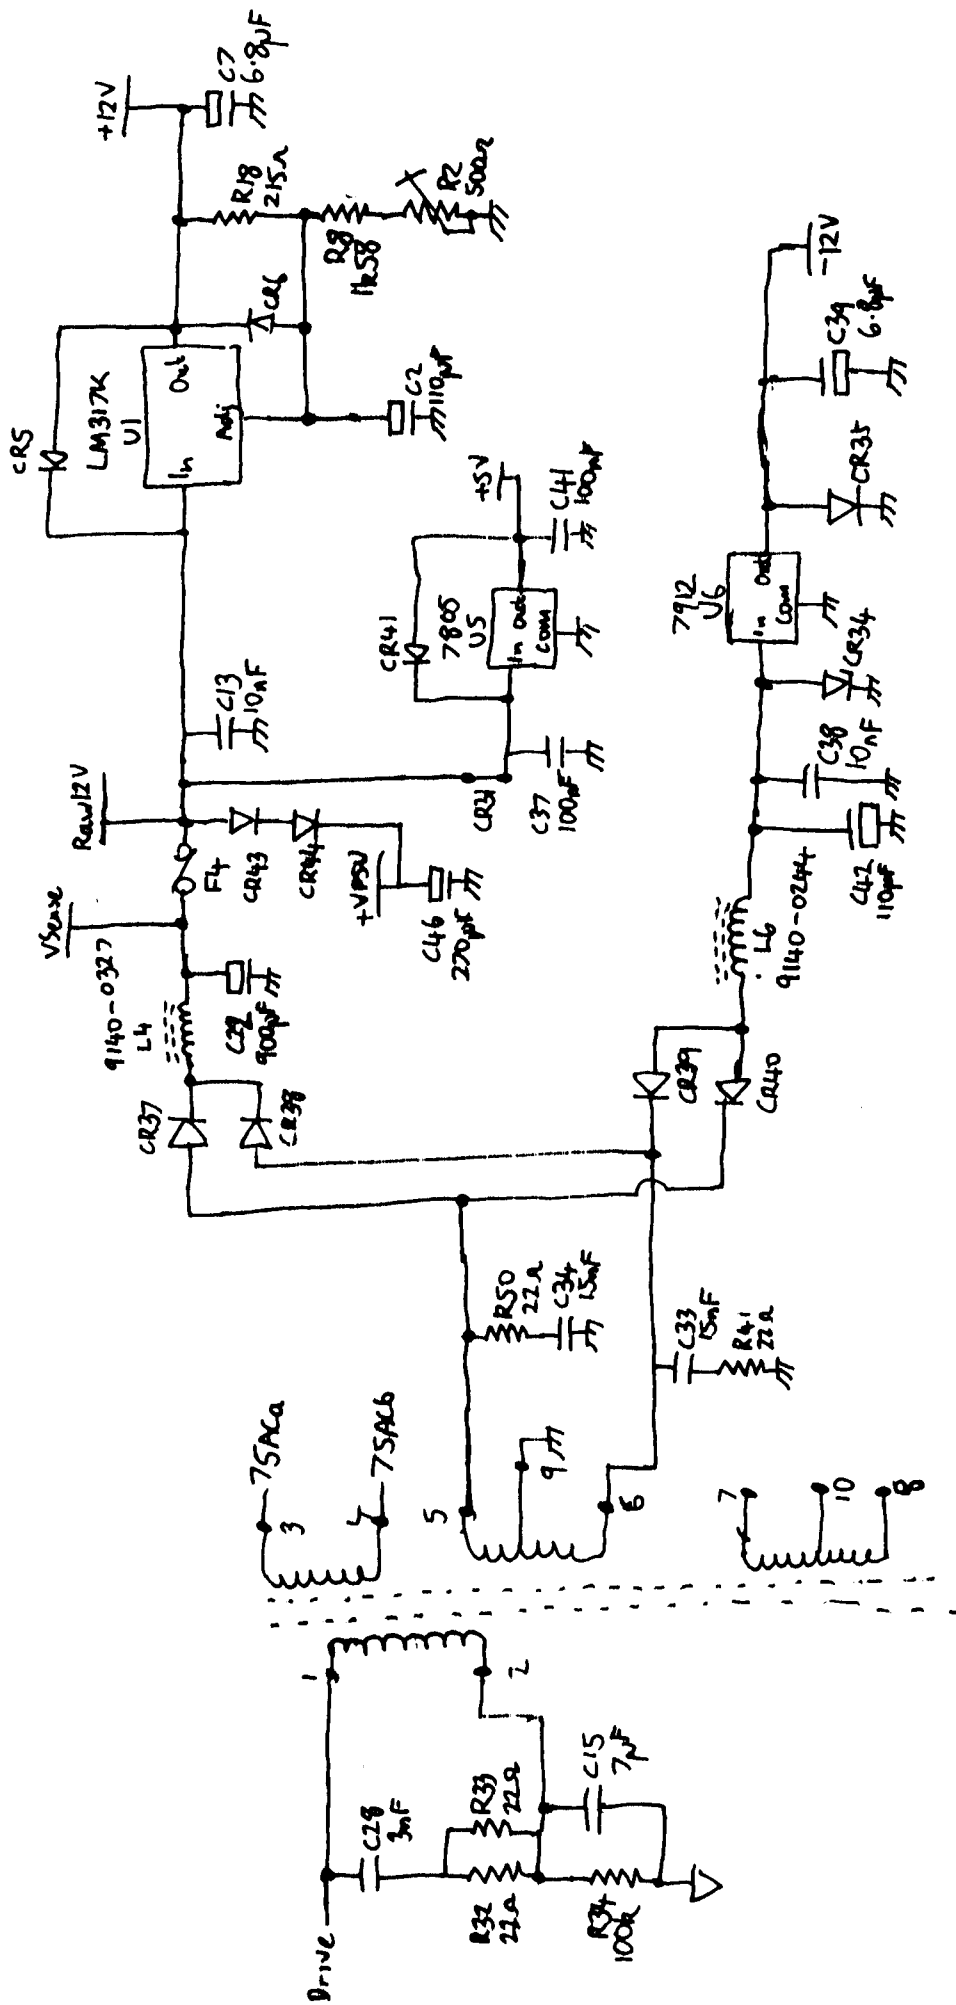 Drive
C28
3nF
R32
22Ω
R33
22Ω
R34
100k
C15
7µF
1
2
75ACa
3
4
75ACb
5
9
6
7
10
8
R50
22Ω
C34
15nF
C33
15nF
R41
22Ω
CR37
CR38
CR39
CR40
9140-0327
L4
C29
900µF
VSense
F4
Raw12V
CR43
CR44
+VPSU
C46
270µF
C13
10nF
CR31
C37
100nF
CR41
7805
U5
In Out
Com
+5V
C41
100nF
CR5
LM317K
U1
In
Out
Adj
CR6
C2
110µF
R18
215Ω
R8
1k58
R2
500Ω
+12V
C7
6.8µF
L6
9140-0244
C42
110µF
C38
10nF
CR34
7912
U6
In
Out
Com
CR35
C39
6.8µF
-12V